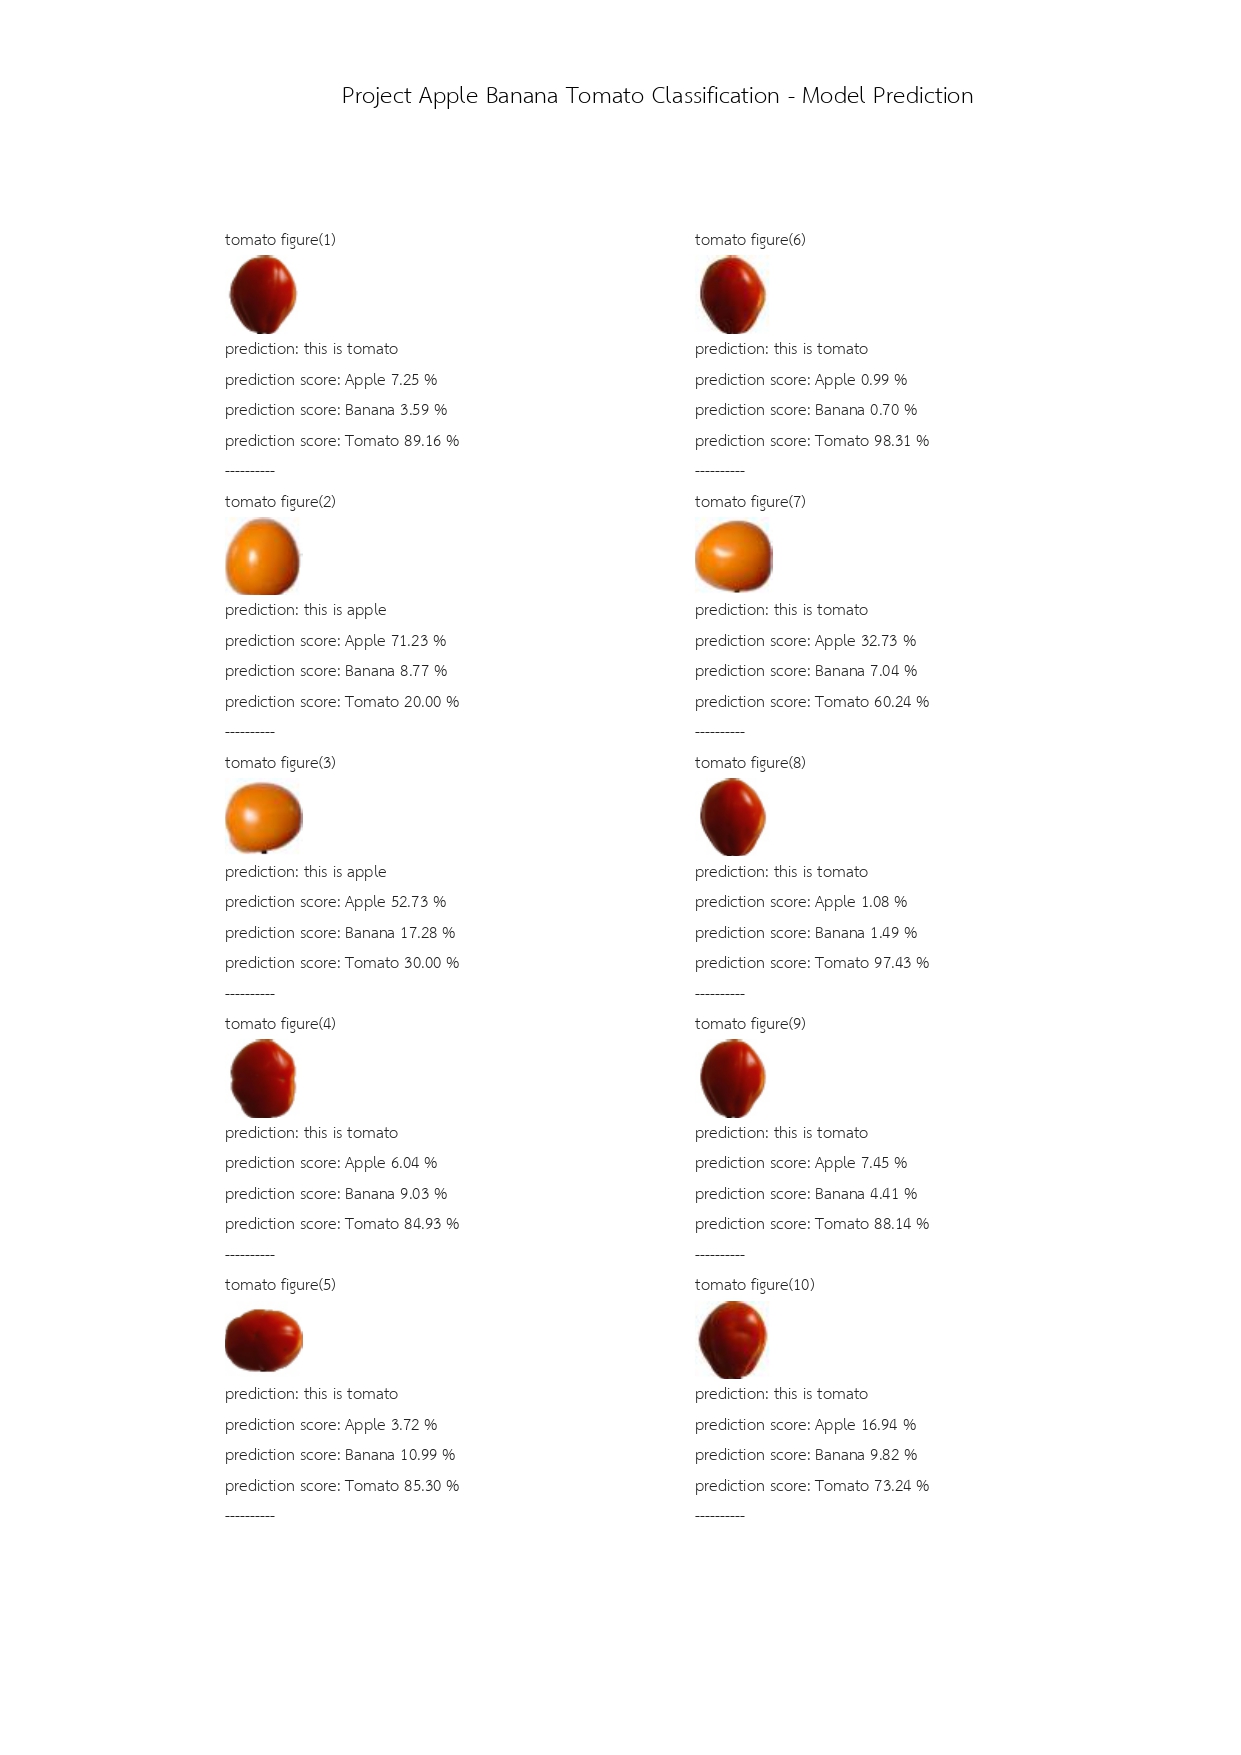 Project Apple Banana Tomato Classification - Model Prediction
tomato figure(1)
prediction: this is tomato
prediction score: Apple 7.25 %
prediction score: Banana 3.59 %
prediction score: Tomato 89.16 %
----------
tomato figure(2)
prediction: this is apple
prediction score: Apple 71.23 %
prediction score: Banana 8.77 %
prediction score: Tomato 20.00 %
----------
tomato figure(3)
prediction: this is apple
prediction score: Apple 52.73 %
prediction score: Banana 17.28 %
prediction score: Tomato 30.00 %
----------
tomato figure(4)
prediction: this is tomato
prediction score: Apple 6.04 %
prediction score: Banana 9.03 %
prediction score: Tomato 84.93 %
----------
tomato figure(5)
prediction: this is tomato
prediction score: Apple 3.72 %
prediction score: Banana 10.99 %
prediction score: Tomato 85.30 %
----------
tomato figure(6)
prediction: this is tomato
prediction score: Apple 0.99 %
prediction score: Banana 0.70 %
prediction score: Tomato 98.31 %
----------
tomato figure(7)
prediction: this is tomato
prediction score: Apple 32.73 %
prediction score: Banana 7.04 %
prediction score: Tomato 60.24 %
----------
tomato figure(8)
prediction: this is tomato
prediction score: Apple 1.08 %
prediction score: Banana 1.49 %
prediction score: Tomato 97.43 %
----------
tomato figure(9)
prediction: this is tomato
prediction score: Apple 7.45 %
prediction score: Banana 4.41 %
prediction score: Tomato 88.14 %
----------
tomato figure(10)
prediction: this is tomato
prediction score: Apple 16.94 %
prediction score: Banana 9.82 %
prediction score: Tomato 73.24 %
----------